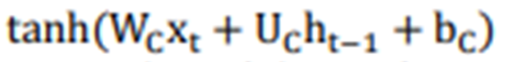 tanh(W_C x_t + U_C h_{t−1} + b_C)